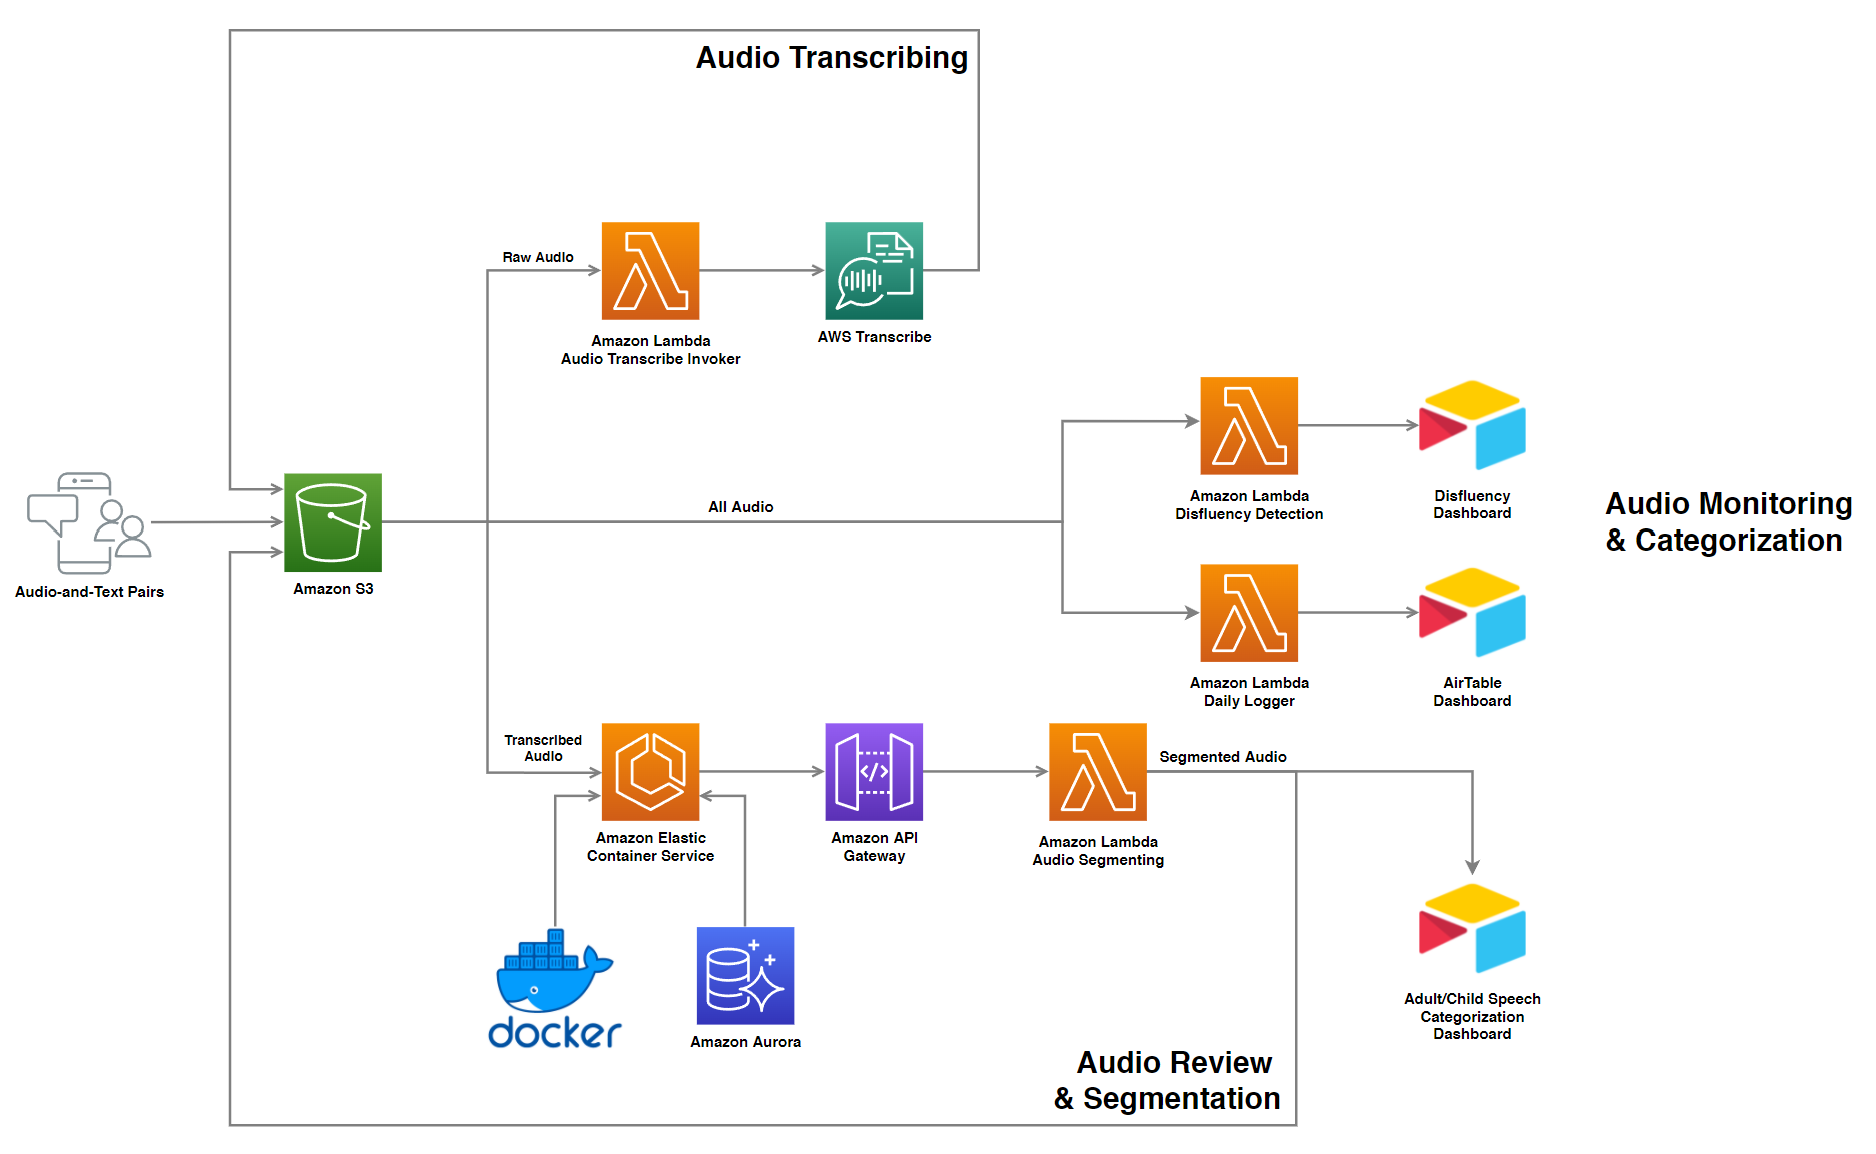 Audio Transcribing
Raw Audio
Amazon Lambda
Audio Transcribe Invoker
AWS Transcribe
All Audio
Amazon Lambda
Disfluency Detection
Disfluency
Dashboard
Audio Monitoring
& Categorization
Audio-and-Text Pairs
Amazon S3
Amazon Lambda
Daily Logger
AirTable
Dashboard
Transcribed
Audio
Amazon Elastic
Container Service
Amazon API
Gateway
Amazon Lambda
Audio Segmenting
Segmented Audio
docker
Amazon Aurora
Adult/Child Speech
Categorization
Dashboard
Audio Review
& Segmentation